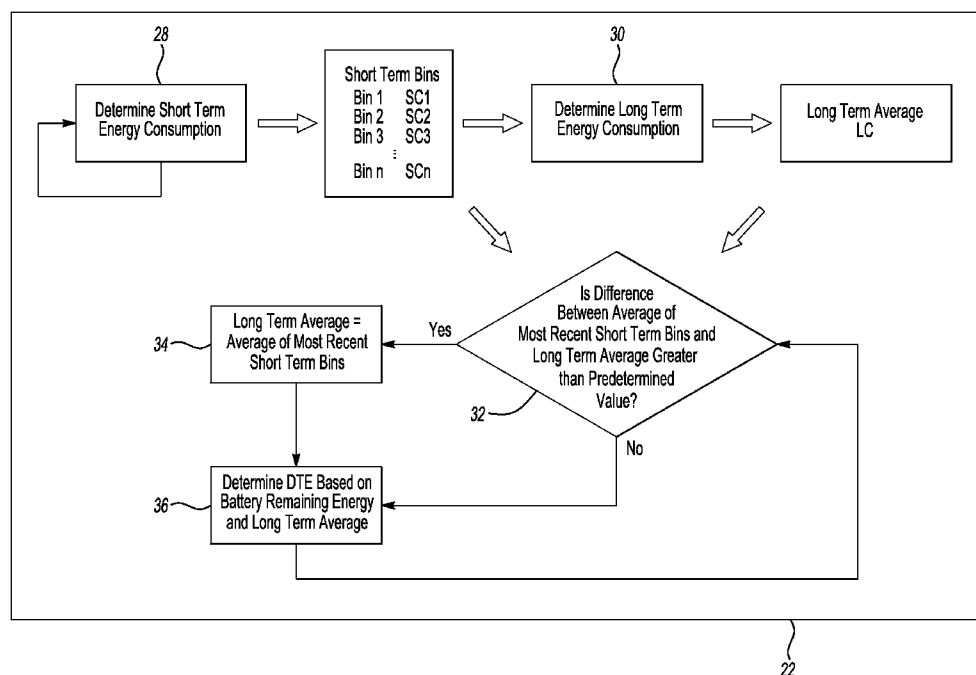 28
Determine Short Term
Energy Consumption
Short Term Bins
Bin 1 SC1
Bin 2 SC2
Bin 3 SC3
⋮
Bin n SCn
30
Determine Long Term
Energy Consumption
Long Term Average
LC
Is Difference
Between Average of
Most Recent Short Term Bins and
Long Term Average Greater
than Predetermined
Value?
32
Yes
No
34
Long Term Average =
Average of Most Recent
Short Term Bins
36
Determine DTE Based on
Battery Remaining Energy
and Long Term Average
22